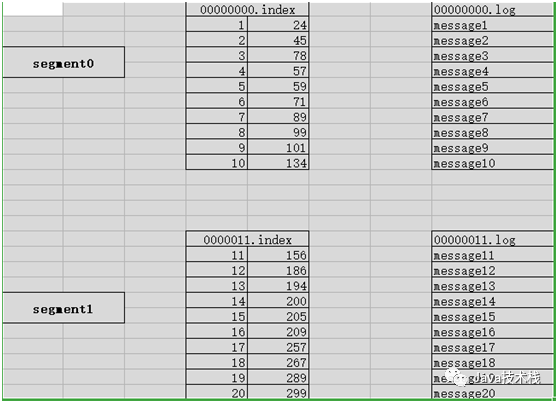 00000000.index 00000000.log
1 24 message1
2 45 message2
3 78 message3
segment0
4 57 message4
5 59 message5
6 71 message6
7 89 message7
8 99 message8
9 101 message9
10 134 message10
0000011.index 00000011.log
11 156 message11
12 186 message12
13 194 message13
14 200 message14
segment1
15 205 message15
16 209 message16
17 257 message17
18 267 message18
19 289 message19
20 299 message20
Java技术栈